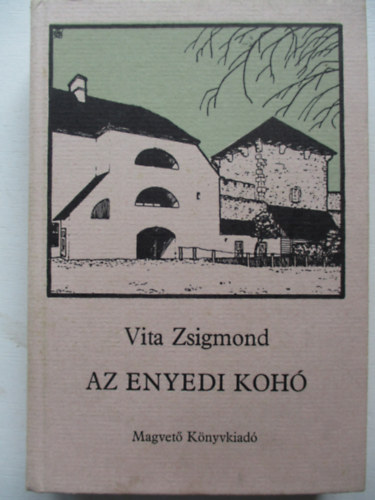 Vita Zsigmond
AZ ENYEDI KOHÓ
Magvető Könyvkiadó